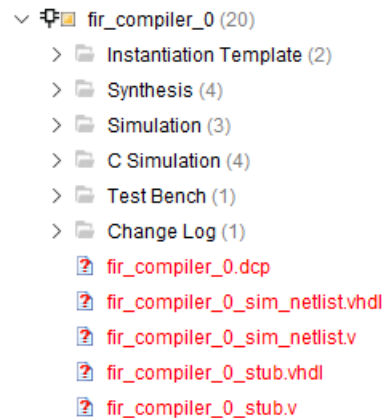 fir_compiler_0 (20)
Instantiation Template (2)
Synthesis (4)
Simulation (3)
C Simulation (4)
Test Bench (1)
Change Log (1)
fir_compiler_0.dcp
fir_compiler_0_sim_netlist.vhdl
fir_compiler_0_sim_netlist.v
fir_compiler_0_stub.vhdl
fir_compiler_0_stub.v